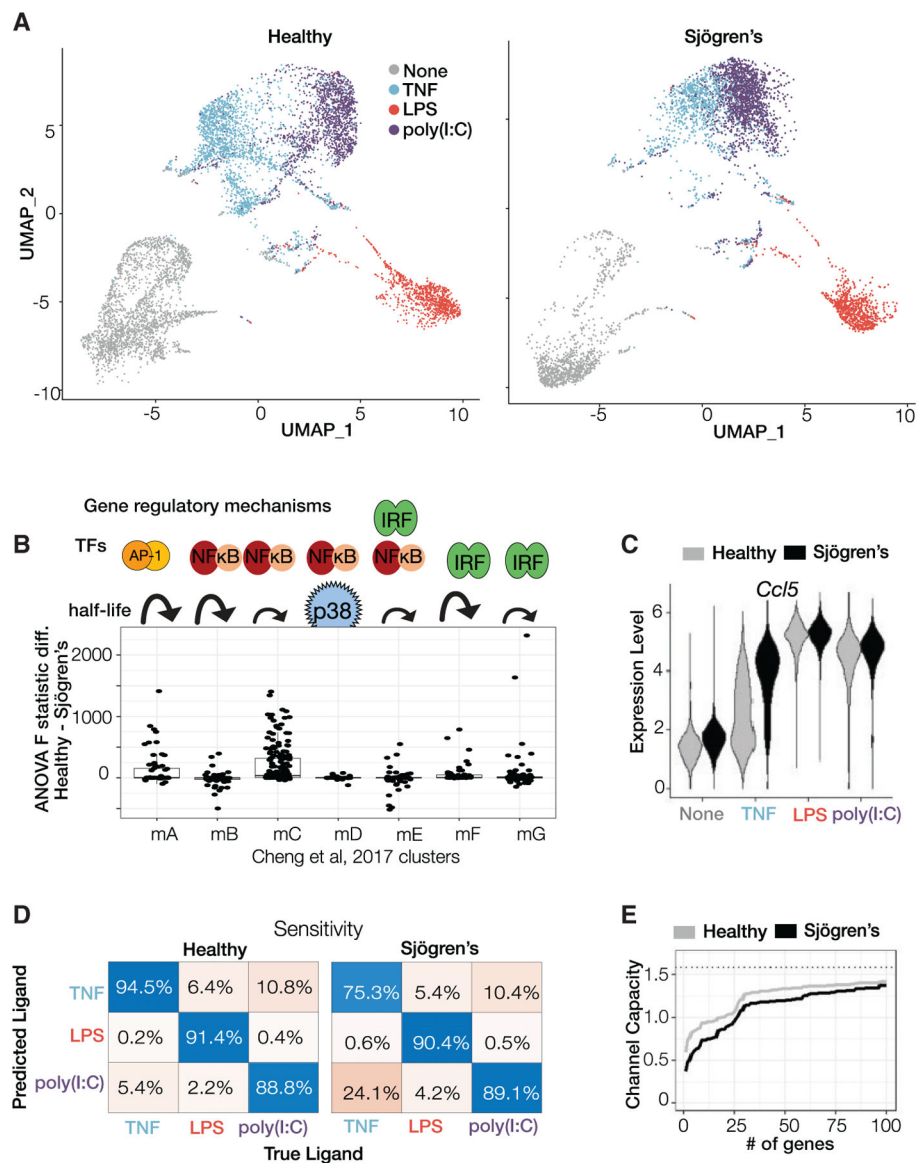 A
Healthy
Sjögren's
None
TNF
LPS
poly(I:C)
UMAP_2
5
0
-5
-10
-5
0
5
10
UMAP_1
-5
0
5
10
UMAP_1
Gene regulatory mechanisms
B
TFs
AP-1
NFκB
NFκB
NFκB
IRF
NFκB
IRF
IRF
half-life
p38
ANOVA F statistic diff.
Healthy - Sjögren's
2000
1000
0
mA
mB
mC
mD
mE
mF
mG
Cheng et al, 2017 clusters
C
Healthy
Sjögren's
Ccl5
Expression Level
6
4
2
0
None
TNF
LPS
poly(I:C)
D
Sensitivity
Healthy
Sjögren's
Predicted Ligand
TNF
94.5%
6.4%
10.8%
75.3%
5.4%
10.4%
LPS
0.2%
91.4%
0.4%
0.6%
90.4%
0.5%
poly(I:C)
5.4%
2.2%
88.8%
24.1%
4.2%
89.1%
TNF
LPS
poly(I:C)
TNF
LPS
poly(I:C)
True Ligand
E
Healthy
Sjögren's
Channel Capacity
1.5
1.0
0.5
0
0
25
50
75
100
# of genes